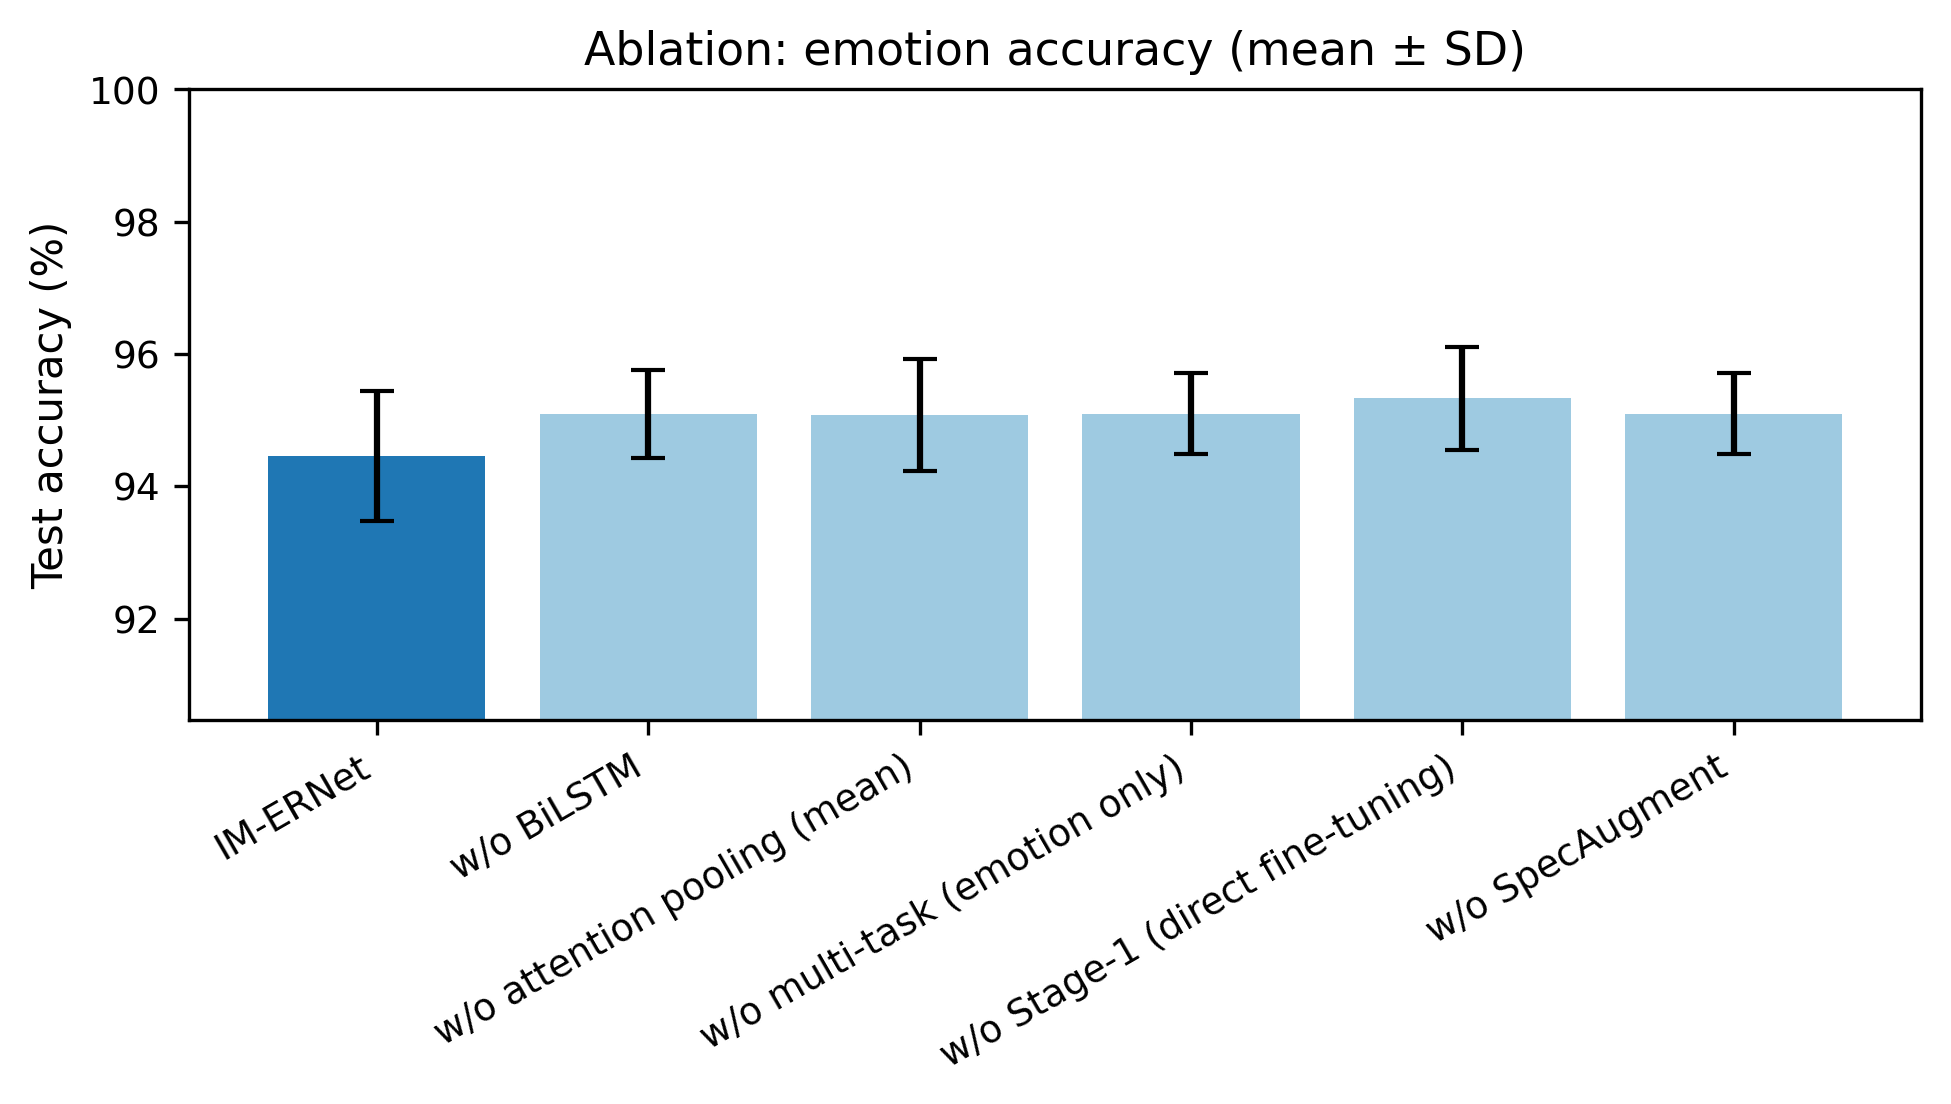 Ablation: emotion accuracy (mean ± SD)
Test accuracy (%)
100
98
96
94
92
IM-ERNet
w/o BiLSTM
w/o attention pooling (mean)
w/o multi-task (emotion only)
w/o Stage-1 (direct fine-tuning)
w/o SpecAugment